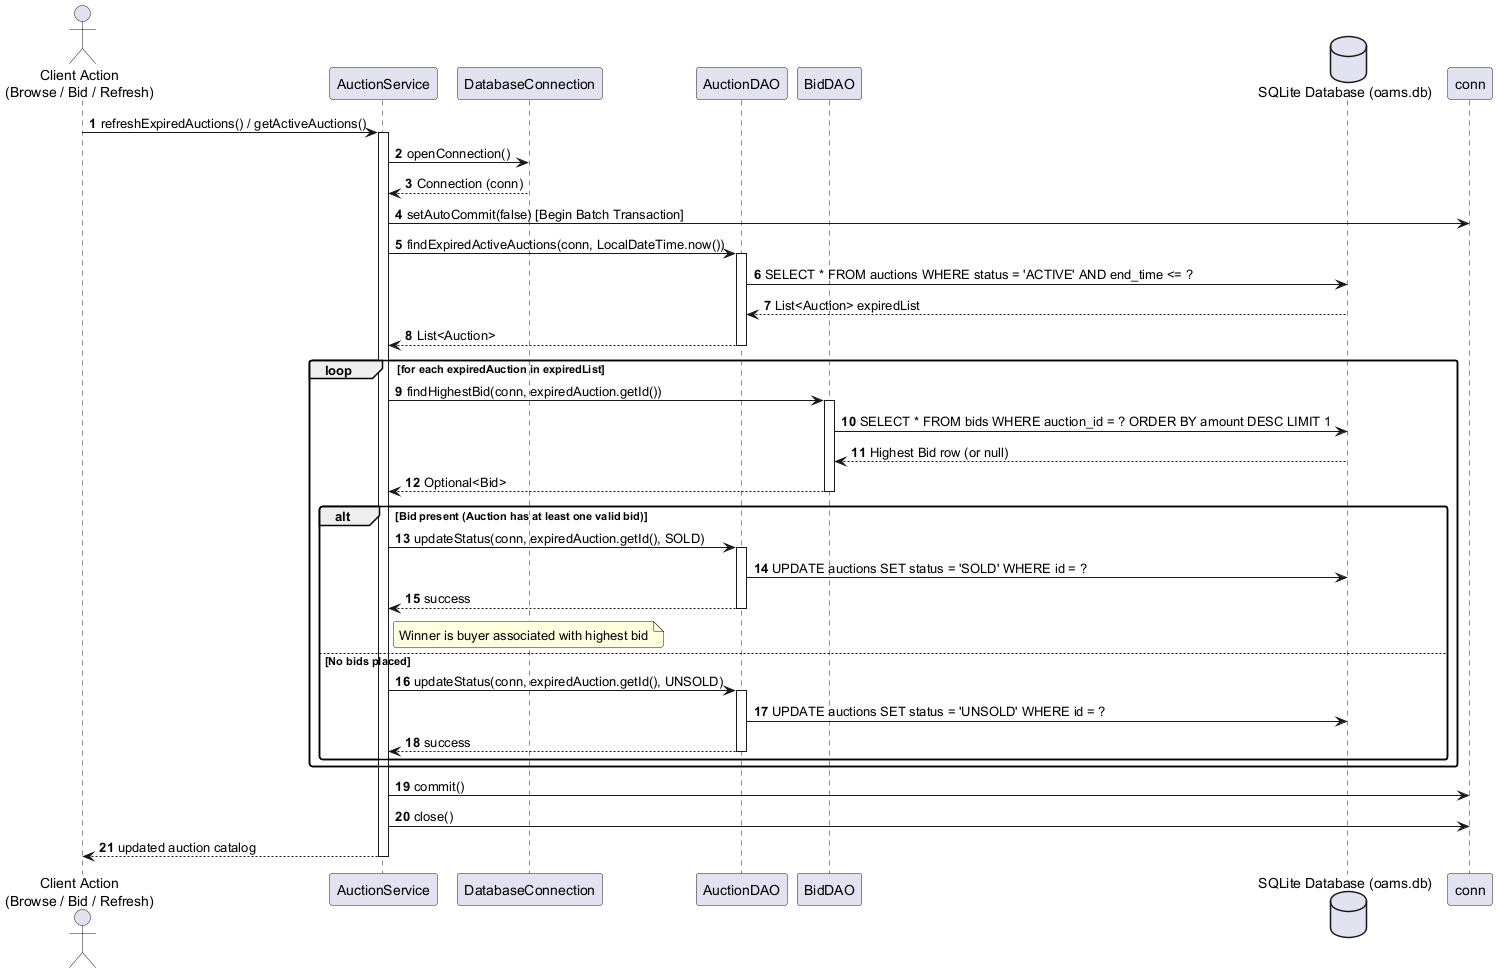 Client Action
(Browse / Bid / Refresh)
AuctionService
DatabaseConnection
AuctionDAO
BidDAO
SQLite Database (oams.db)
conn
1 refreshExpiredAuctions() / getActiveAuctions()
2 openConnection()
3 Connection (conn)
4 setAutoCommit(false) [Begin Batch Transaction]
5 findExpiredActiveAuctions(conn, LocalDateTime.now())
6 SELECT * FROM auctions WHERE status = 'ACTIVE' AND end_time <= ?
7 List<Auction> expiredList
8 List<Auction>
loop [for each expiredAuction in expiredList]
9 findHighestBid(conn, expiredAuction.getId())
10 SELECT * FROM bids WHERE auction_id = ? ORDER BY amount DESC LIMIT 1
11 Highest Bid row (or null)
12 Optional<Bid>
alt [Bid present (Auction has at least one valid bid)]
13 updateStatus(conn, expiredAuction.getId(), SOLD)
14 UPDATE auctions SET status = 'SOLD' WHERE id = ?
15 success
Winner is buyer associated with highest bid
[No bids placed]
16 updateStatus(conn, expiredAuction.getId(), UNSOLD)
17 UPDATE auctions SET status = 'UNSOLD' WHERE id = ?
18 success
19 commit()
20 close()
21 updated auction catalog
Client Action
(Browse / Bid / Refresh)
AuctionService
DatabaseConnection
AuctionDAO
BidDAO
SQLite Database (oams.db)
conn